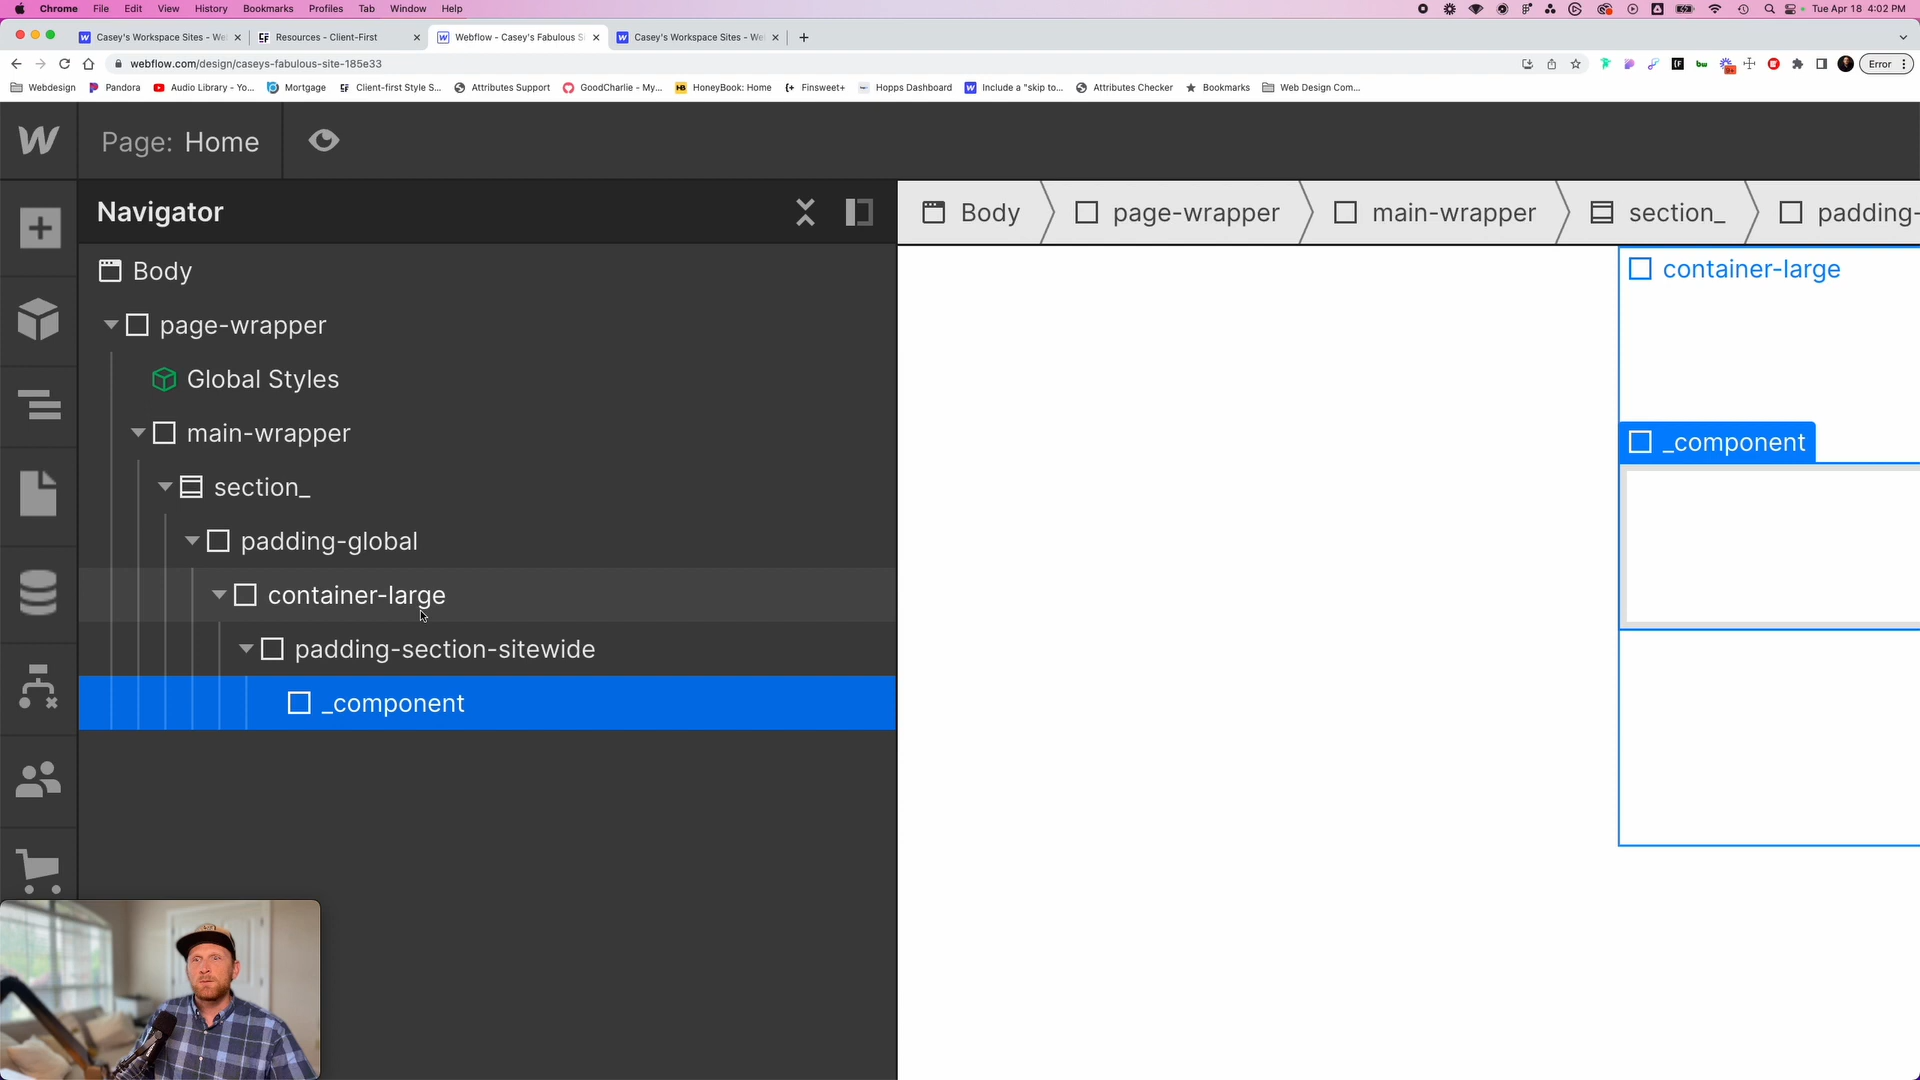 Chrome File Edit View History Bookmarks Profiles Tab Window Help
Tue Apr 18 4:02 PM
Casey's Workspace Sites - We
Resources - Client-First
Webflow - Casey's Fabulous S
Casey's Workspace Sites - We
webflow.com/design/caseys-fabulous-site-185e33
Error
Webdesign Pandora Audio Library - Yo... Mortgage Client-first Style S... Attributes Support GoodCharlie - My... HoneyBook: Home Finsweet+ Hopps Dashboard Include a "skip to... Attributes Checker Bookmarks Web Design Com...
Page: Home
Navigator
Body page-wrapper main-wrapper section_ padding-
Body
page-wrapper
Global Styles
main-wrapper
section_
padding-global
container-large
padding-section-sitewide
_component
container-large
_component